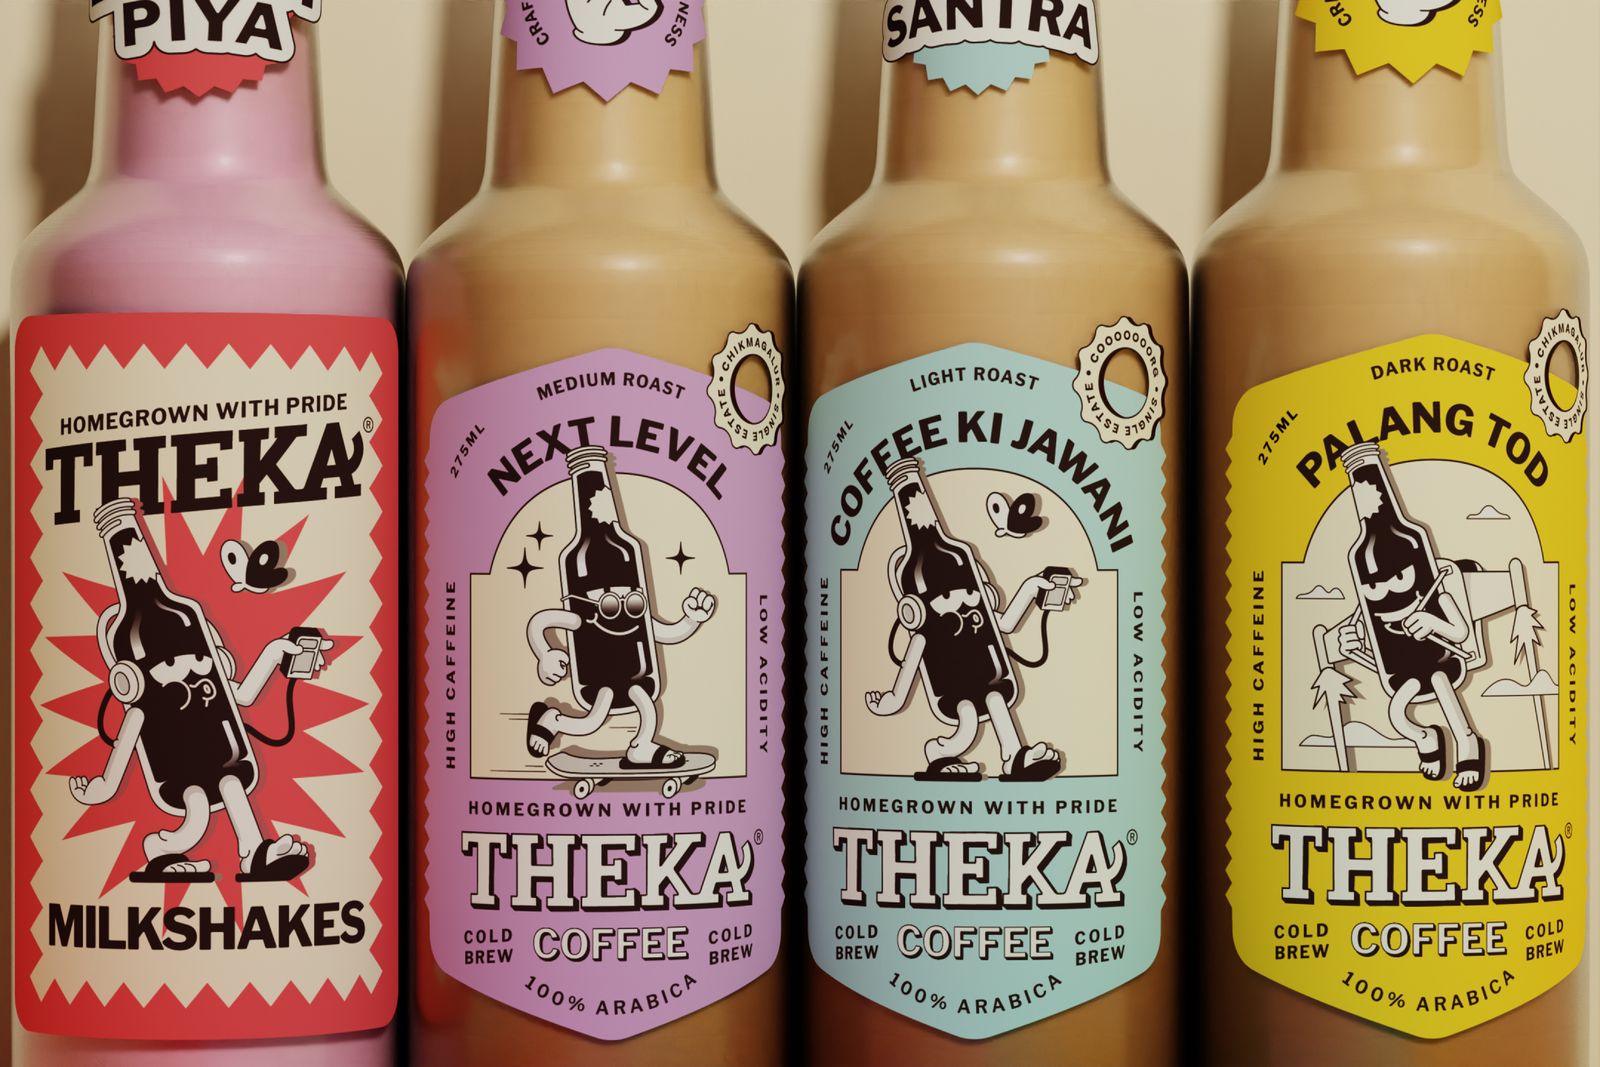 PIYA
HOMEGROWN WITH PRIDE
THEKA®
MILKSHAKES
MEDIUM ROAST
275ML
NEXT LEVEL
CHIKMAGALUR • SINGLE ESTATE •
HIGH CAFFEINE
LOW ACIDITY
HOMEGROWN WITH PRIDE
THEKA®
COLD BREW
COFFEE
COLD BREW
100% ARABICA
SANTRA
LIGHT ROAST
275ML
COFFEE KI JAWANI
COOOOOORG • SINGLE ESTATE •
HIGH CAFFEINE
LOW ACIDITY
HOMEGROWN WITH PRIDE
THEKA®
COLD BREW
COFFEE
COLD BREW
100% ARABICA
DARK ROAST
275ML
PALANG TOD
CHIKMAGALUR • SINGLE ESTATE •
HIGH CAFFEINE
LOW ACIDITY
HOMEGROWN WITH PRIDE
THEKA®
COLD BREW
COFFEE
COLD BREW
100% ARABICA